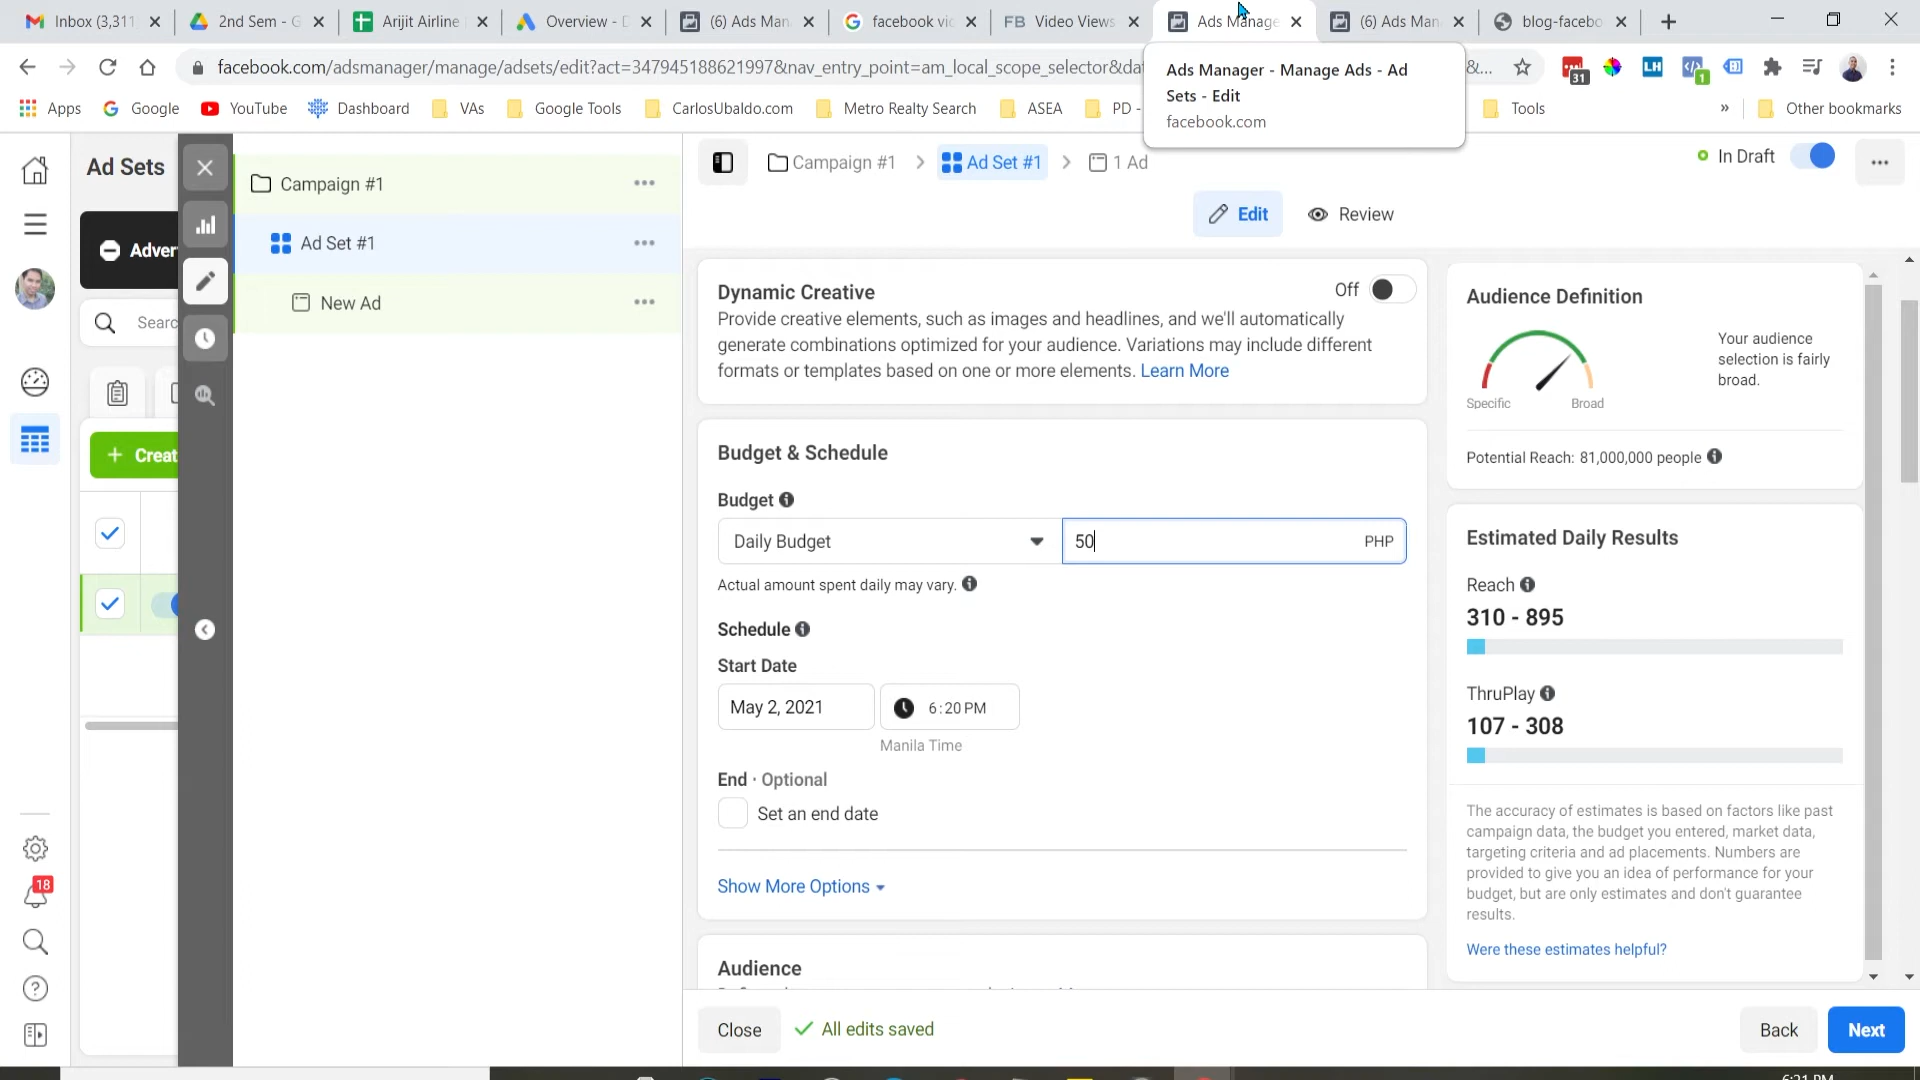 Inbox (3,311
2nd Sem - G
Arijit Airline
Overview - D
(6) Ads Man
facebook vi
FB Video Views
Ads Manage
(6) Ads Man
blog-facebo
facebook.com/adsmanager/manage/adsets/edit?act=347945188621997&nav_entry_point=am_local_scope_selector&da
&...
31
LH
1
Apps
Google
YouTube
Dashboard
VAs
Google Tools
CarlosUbaldo.com
Metro Realty Search
ASEA
PD -
Tools
»
Other bookmarks
Ads Manager - Manage Ads - Ad
Sets - Edit
facebook.com
Ad Sets
Campaign #1
Campaign #1
Ad Set #1
1 Ad
In Draft
Adver
Edit
Review
Ad Set #1
New Ad
Searc
Creat
Dynamic Creative
Off
Provide creative elements, such as images and headlines, and we'll automatically
generate combinations optimized for your audience. Variations may include different
formats or templates based on one or more elements. Learn More
Budget & Schedule
Budget
Daily Budget
50
PHP
Actual amount spent daily may vary.
Schedule
Start Date
May 2, 2021
6:20 PM
Manila Time
End · Optional
Set an end date
Show More Options
Audience
Audience Definition
Your audience
selection is fairly
broad.
Specific
Broad
Potential Reach: 81,000,000 people
Estimated Daily Results
Reach
310 - 895
ThruPlay
107 - 308
The accuracy of estimates is based on factors like past
campaign data, the budget you entered, market data,
targeting criteria and ad placements. Numbers are
provided to give you an idea of performance for your
budget, but are only estimates and don't guarantee
results.
Were these estimates helpful?
18
Close
All edits saved
Back
Next
6:21 PM